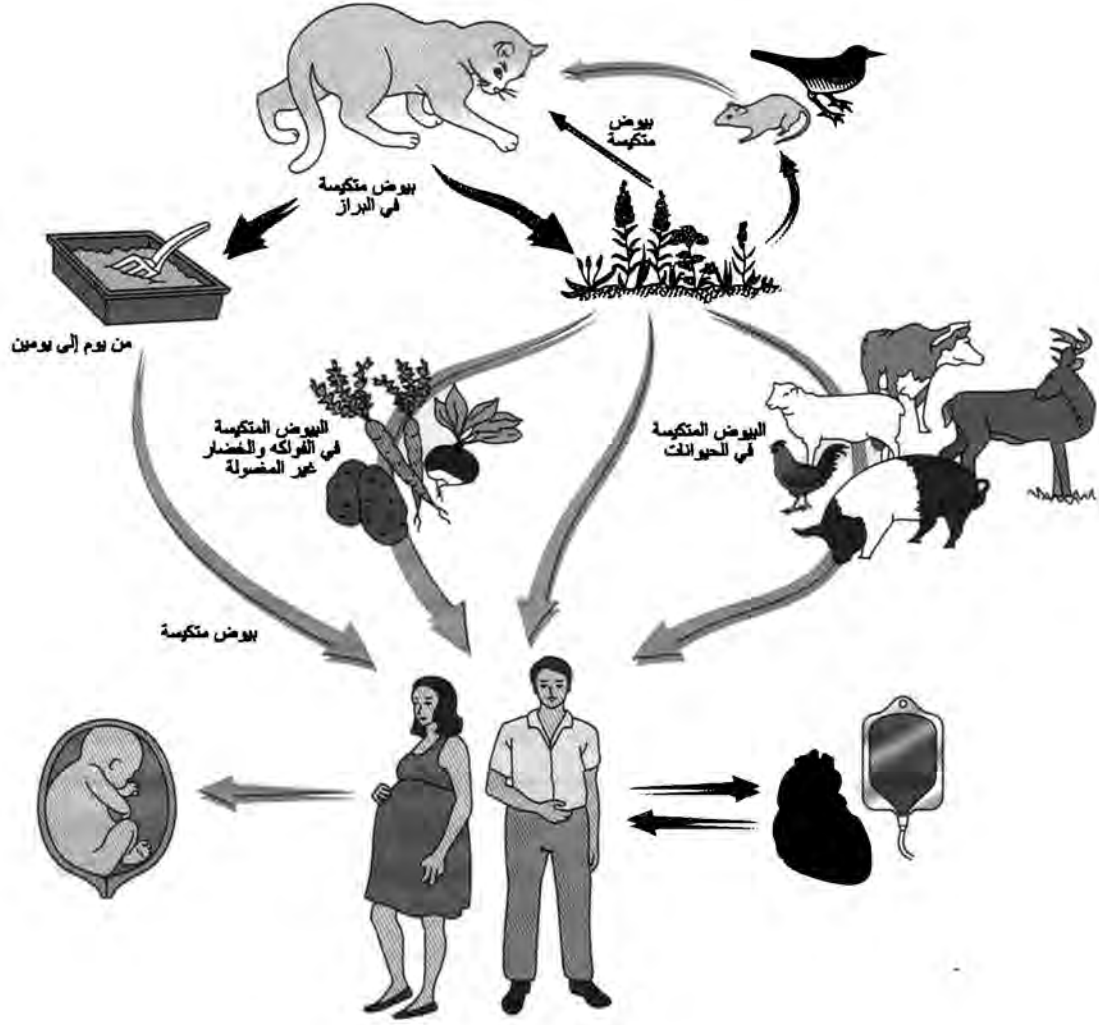 بيوض
متكيسة
بيوض متكيسة
في البراز
من يوم إلى يومين
البيوض المتكيسة
في الفواكه والخضار
غير المغسولة
البيوض المتكيسة
في الحيوانات
بيوض متكيسة